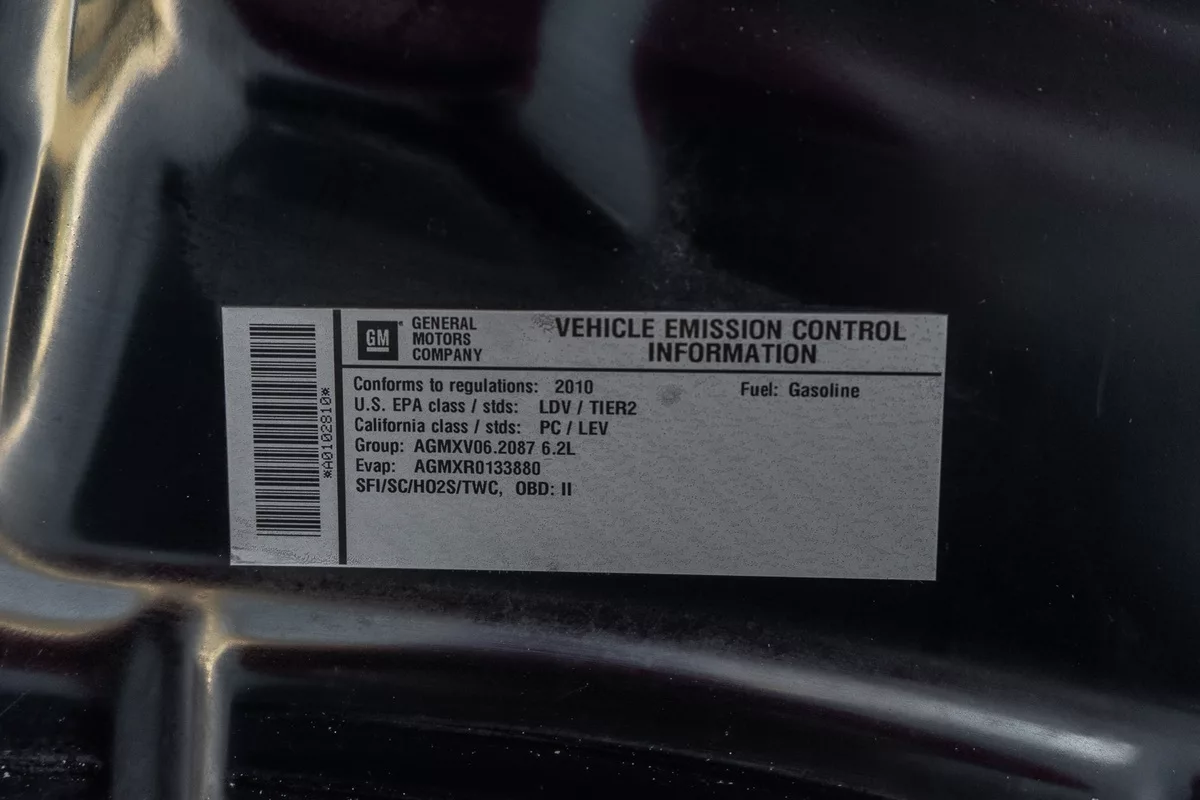 GM
GENERAL
MOTORS
COMPANY
VEHICLE EMISSION CONTROL
INFORMATION
*A0102810*
Conforms to regulations: 2010
Fuel: Gasoline
U.S. EPA class / stds: LDV / TIER2
California class / stds: PC / LEV
Group: AGMXV06.2087 6.2L
Evap: AGMXR0133880
SFI/SC/HO2S/TWC, OBD: II